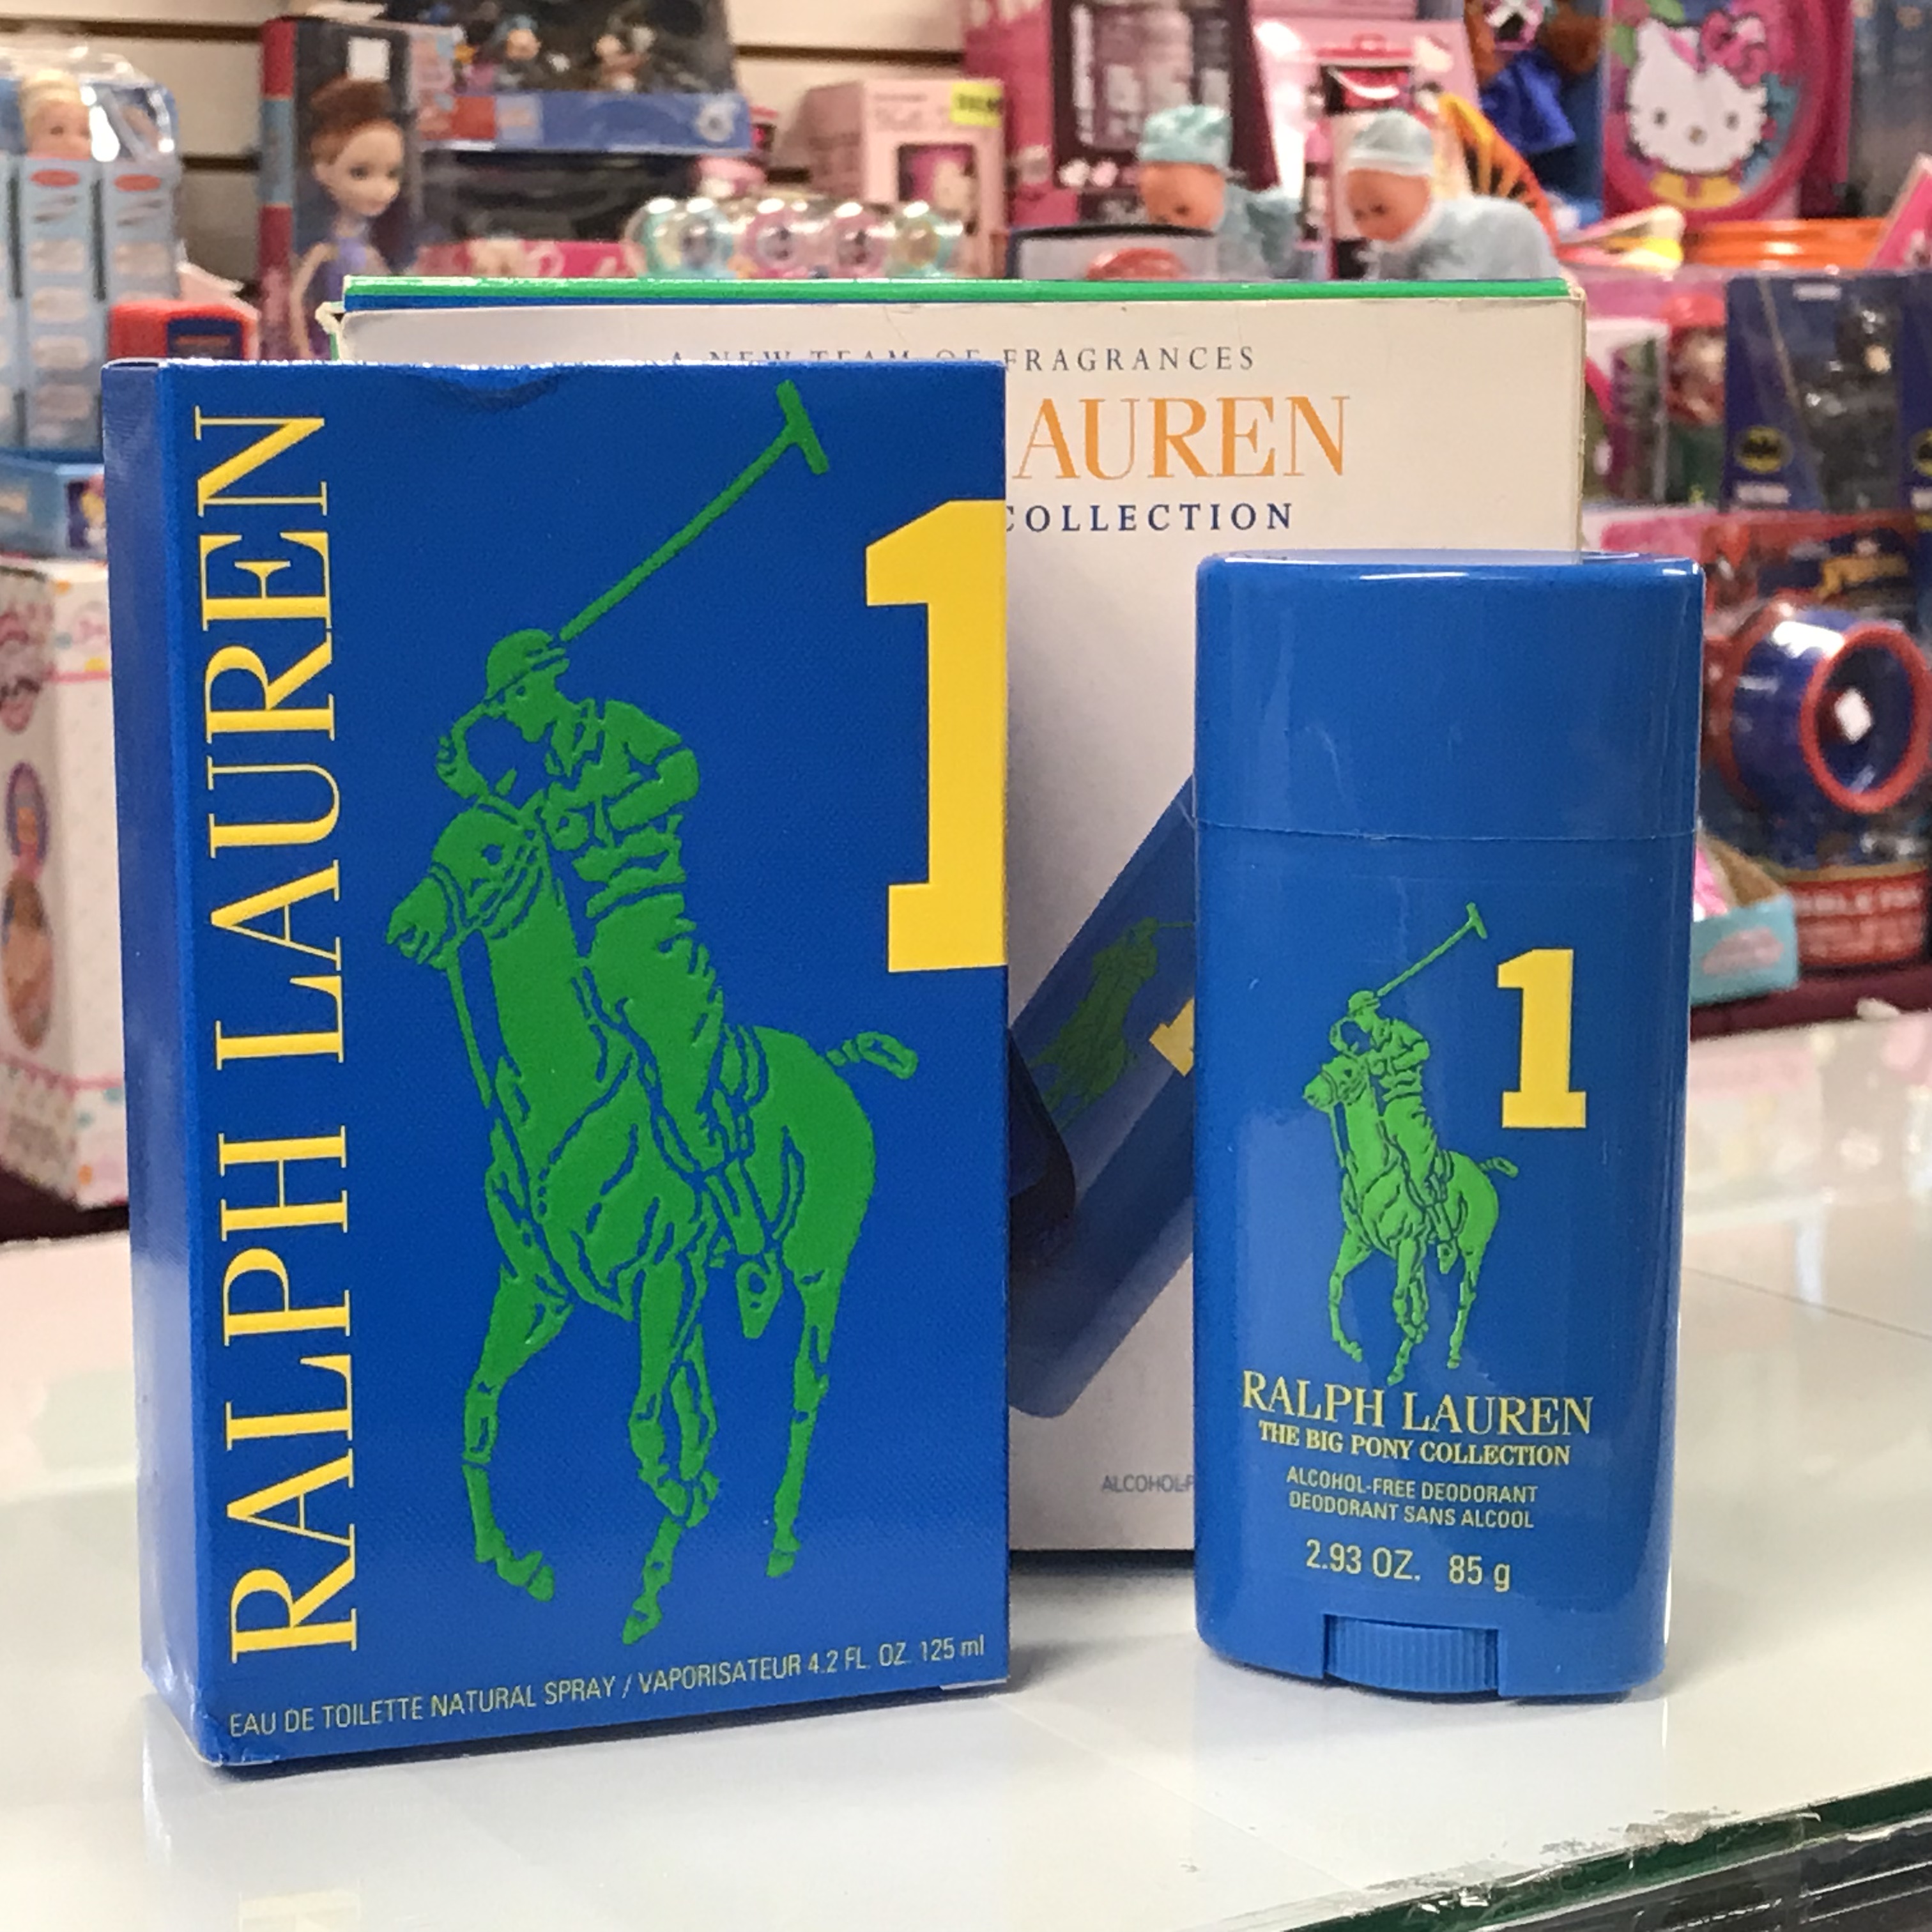 A NEW TEAM OF FRAGRANCES
AUREN
COLLECTION
RALPH LAUREN
1
EAU DE TOILETTE NATURAL SPRAY / VAPORISATEUR 4.2 FL. OZ. 125 ml
1
RALPH LAUREN
THE BIG PONY COLLECTION
ALCOHOL-FREE DEODORANT
DEODORANT SANS ALCOOL
2.93 OZ. 85 g